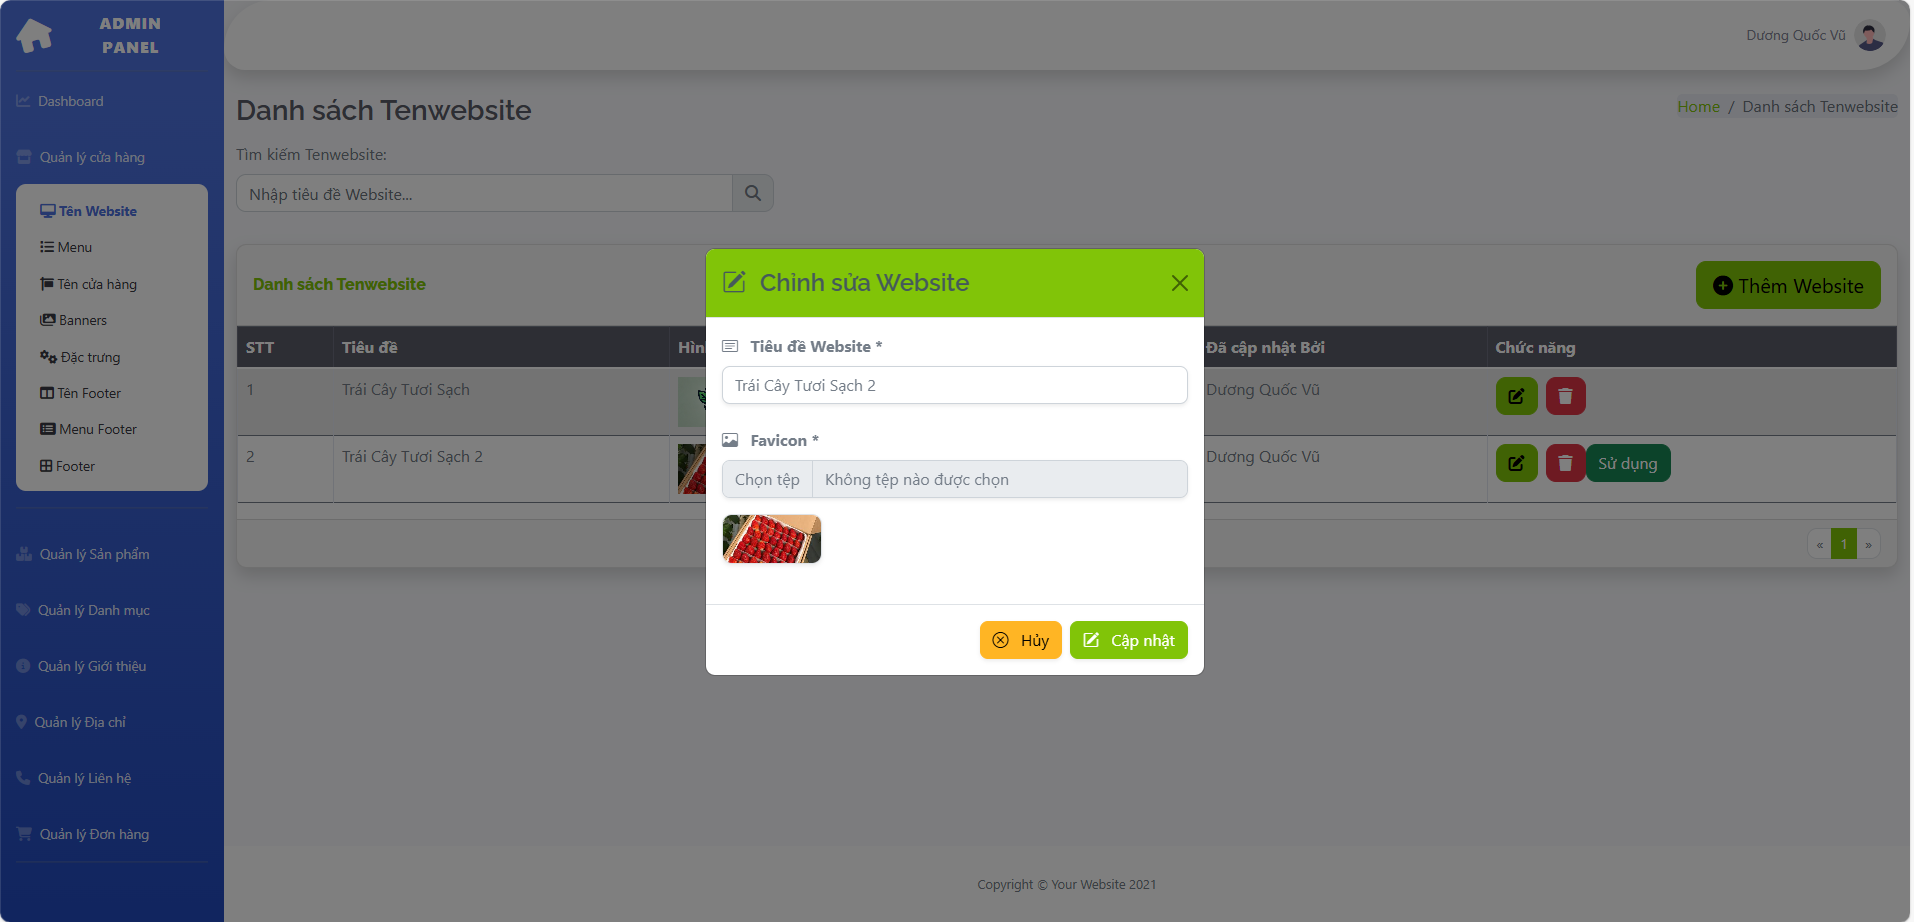 ADMIN
PANEL
Dashboard
Quản lý cửa hàng
Tên Website
Menu
Tên cửa hàng
Banners
Đặc trưng
Tên Footer
Menu Footer
Footer
Quản lý Sản phẩm
Quản lý Danh mục
Quản lý Giới thiệu
Quản lý Địa chỉ
Quản lý Liên hệ
Quản lý Đơn hàng
Dương Quốc Vũ
Danh sách Tenwebsite
Home / Danh sách Tenwebsite
Tìm kiếm Tenwebsite:
Nhập tiêu đề Website...
Danh sách Tenwebsite
Thêm Website
STT Tiêu đề Hìn Đã cập nhật Bởi Chức năng
1 Trái Cây Tươi Sạch Dương Quốc Vũ
2 Trái Cây Tươi Sạch 2 Dương Quốc Vũ Sử dụng
« 1 »
Chỉnh sửa Website
Tiêu đề Website *
Trái Cây Tươi Sạch 2
Favicon *
Chọn tệp Không tệp nào được chọn
Hủy Cập nhật
Copyright © Your Website 2021